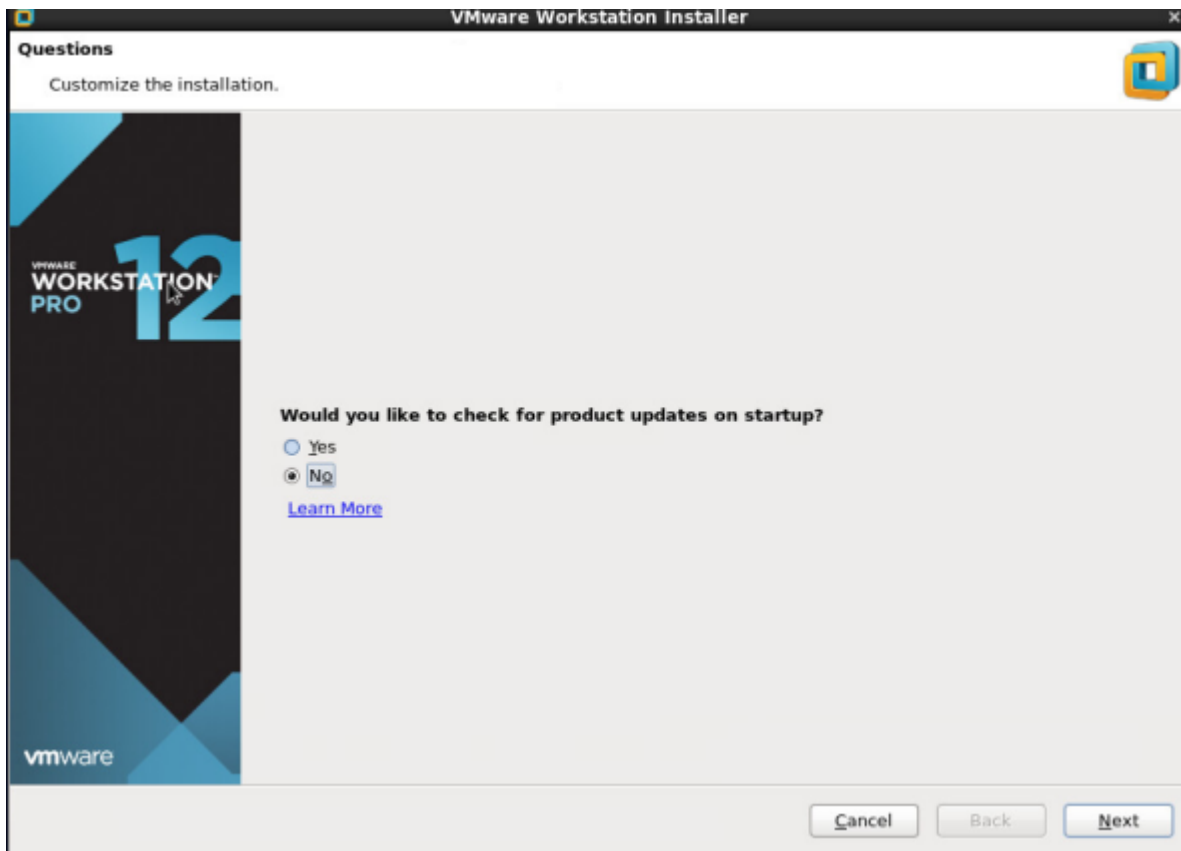 VMware Workstation Installer
Questions
Customize the installation.
VMWARE
WORKSTATION™
12
PRO
Would you like to check for product updates on startup?
Yes
No
Learn More
vmware
Cancel
Back
Next